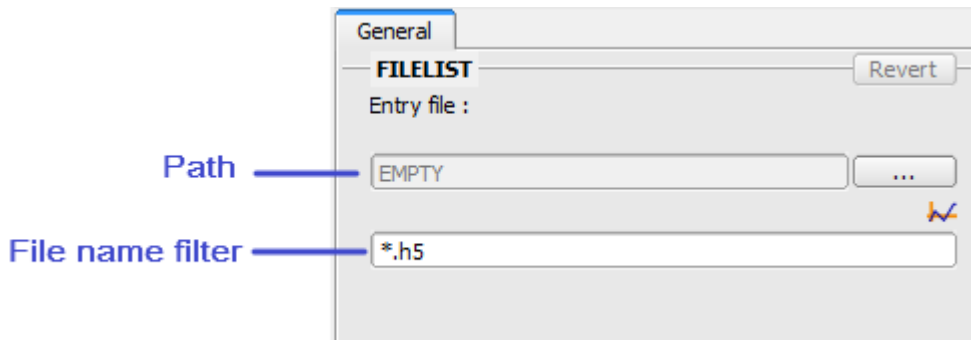 General
FILELIST
Revert
Entry file :
Path
EMPTY
...
File name filter
*.h5